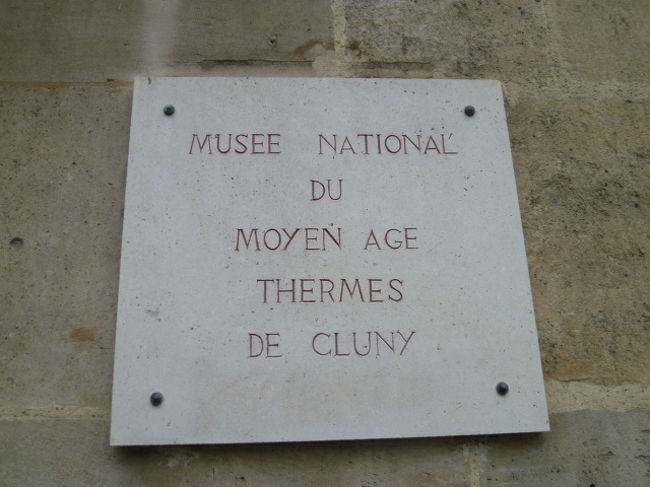 MUSEE NATIONAL
DU
MOYEN AGE
THERMES
DE CLUNY